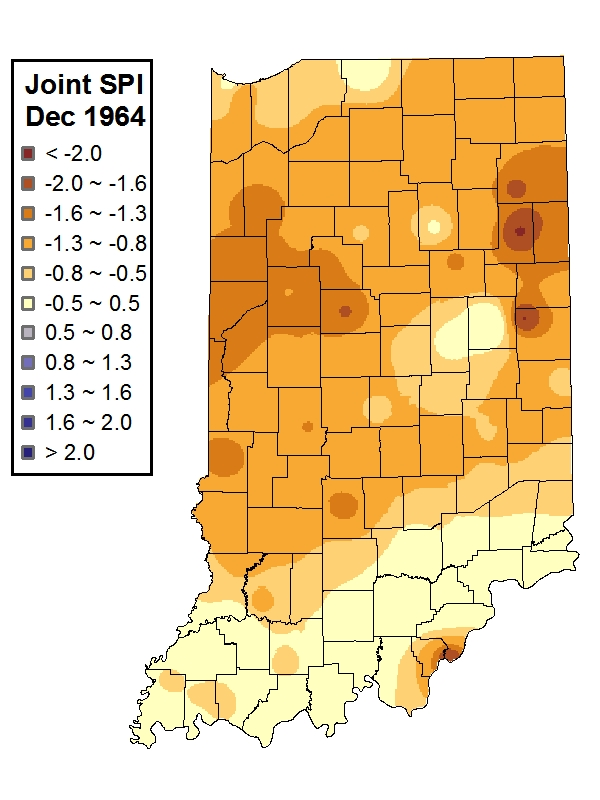 Joint SPI
Dec 1964
< -2.0
-2.0 ~ -1.6
-1.6 ~ -1.3
-1.3 ~ -0.8
-0.8 ~ -0.5
-0.5 ~ 0.5
0.5 ~ 0.8
0.8 ~ 1.3
1.3 ~ 1.6
1.6 ~ 2.0
> 2.0